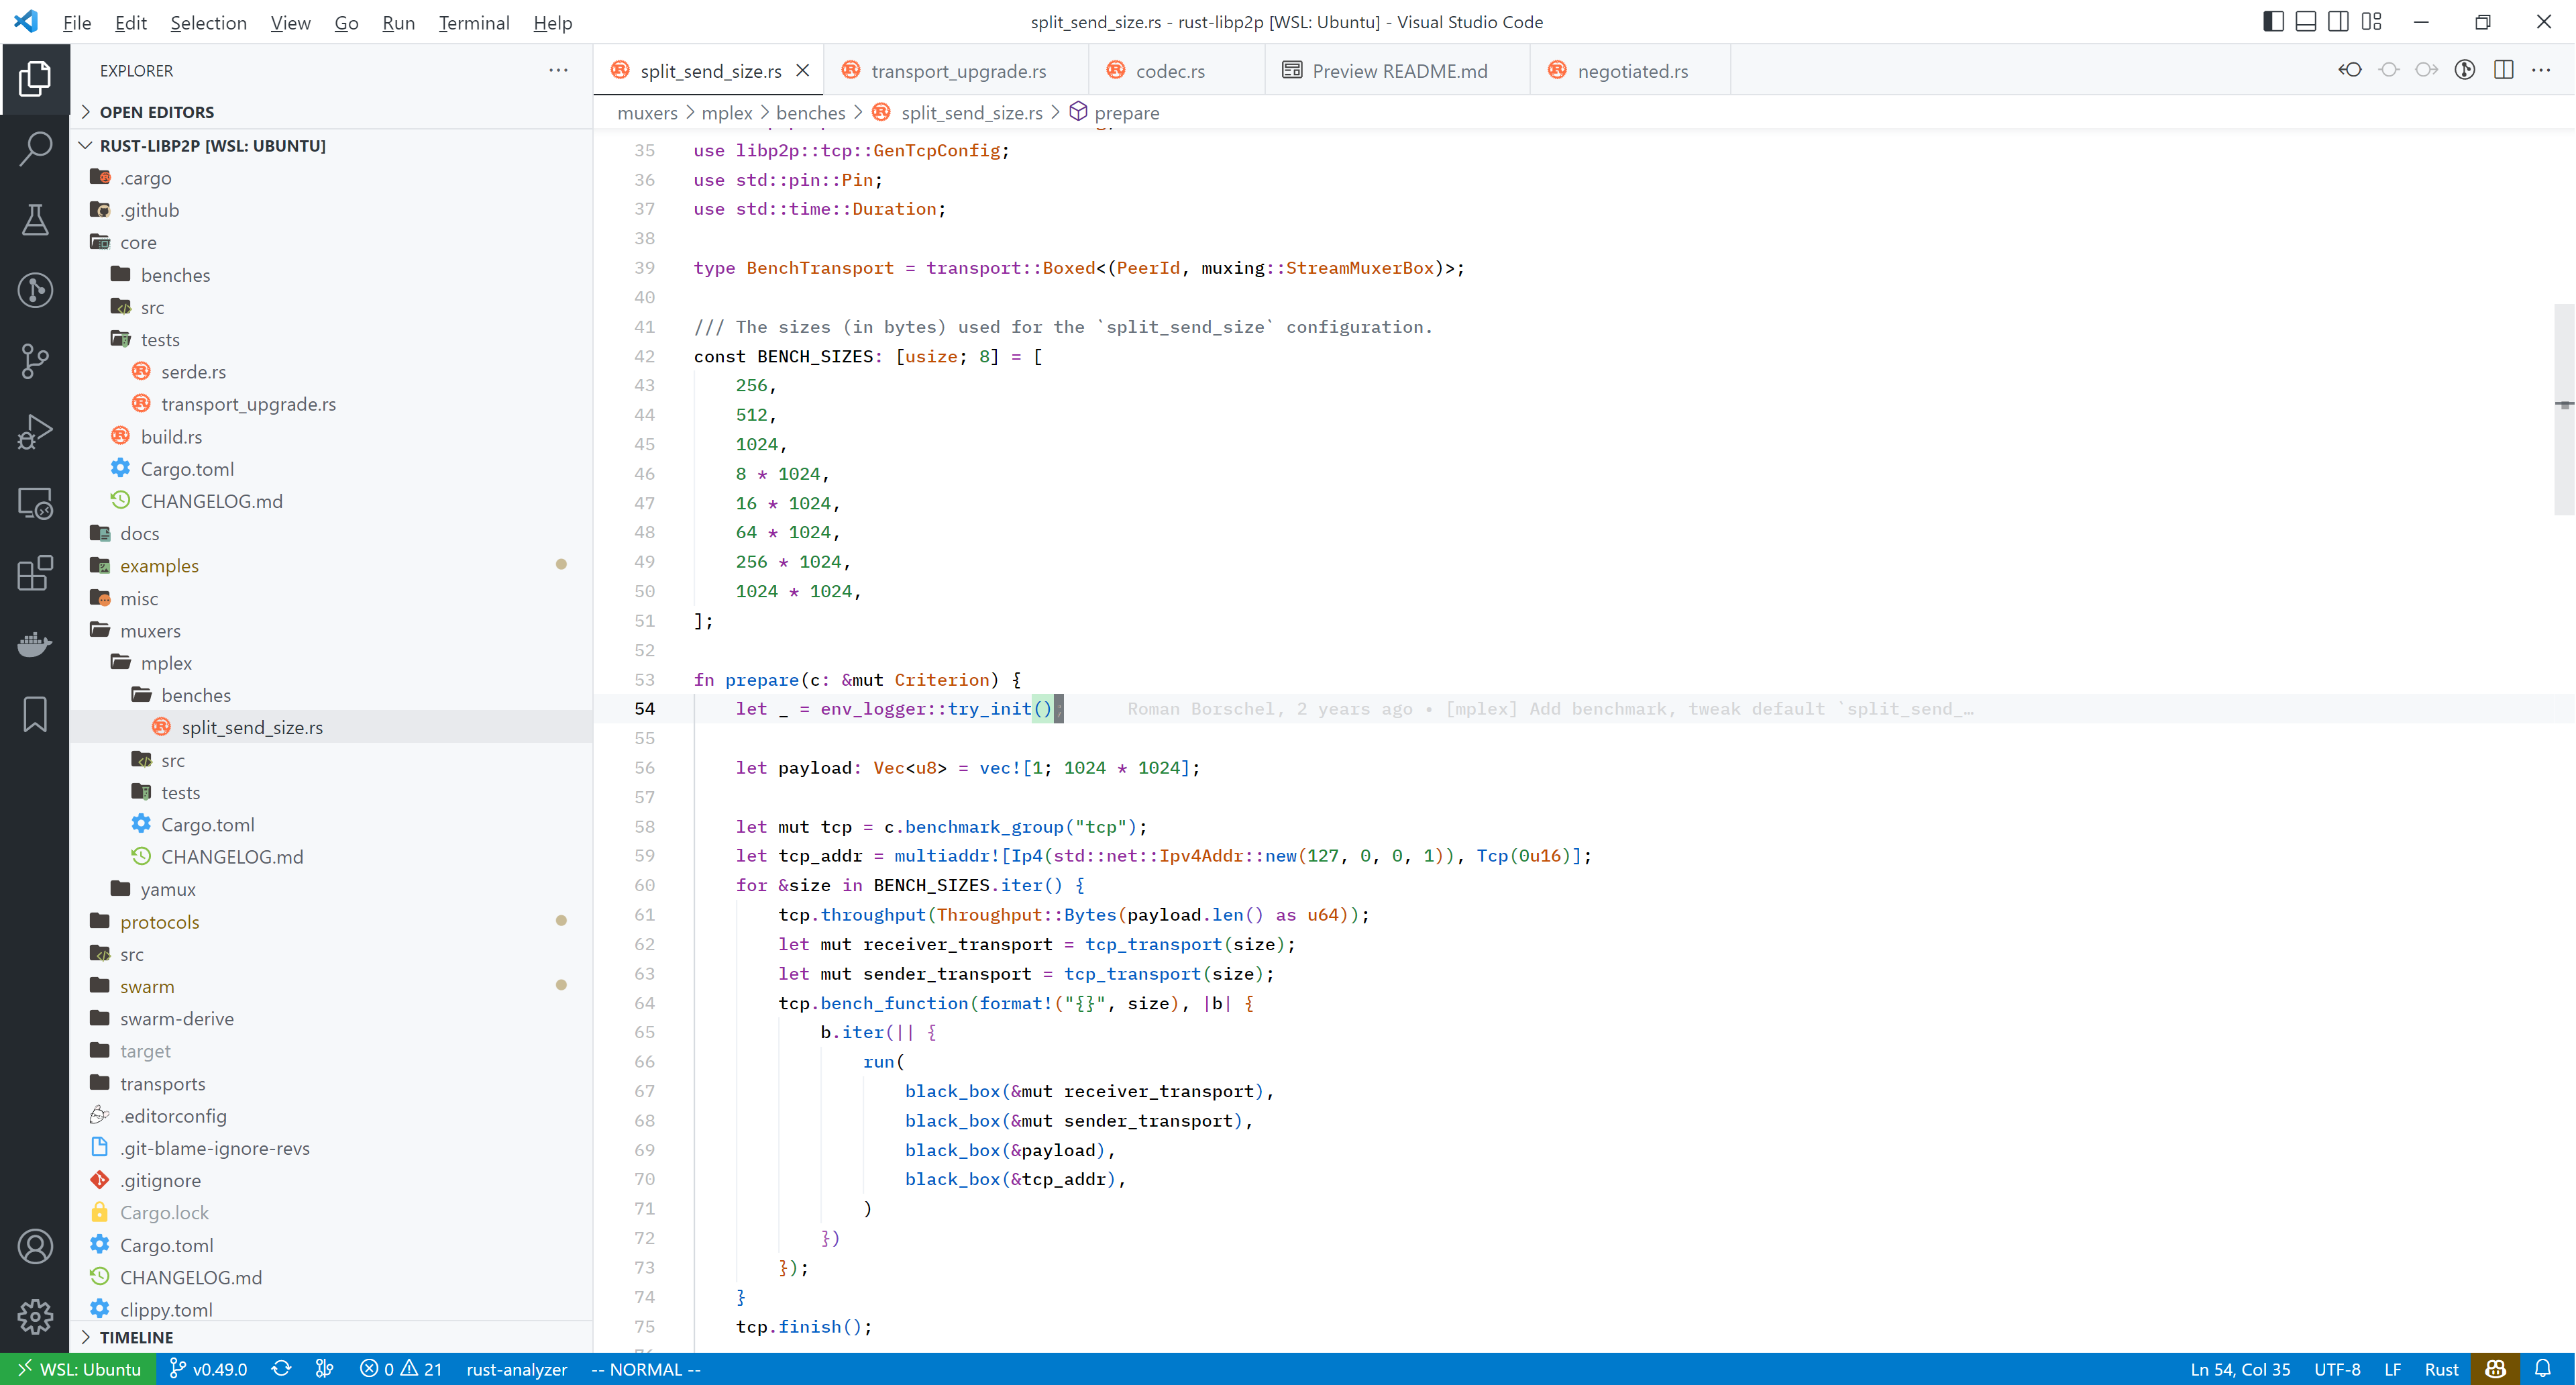 File Edit Selection View Go Run Terminal Help
split_send_size.rs - rust-libp2p [WSL: Ubuntu] - Visual Studio Code
EXPLORER
OPEN EDITORS
RUST-LIBP2P [WSL: UBUNTU]
.cargo
.github
core
benches
src
tests
serde.rs
transport_upgrade.rs
build.rs
Cargo.toml
CHANGELOG.md
docs
examples
misc
muxers
mplex
benches
split_send_size.rs
src
tests
Cargo.toml
CHANGELOG.md
yamux
protocols
src
swarm
swarm-derive
target
transports
.editorconfig
.git-blame-ignore-revs
.gitignore
Cargo.lock
Cargo.toml
CHANGELOG.md
clippy.toml
TIMELINE
split_send_size.rs transport_upgrade.rs codec.rs Preview README.md negotiated.rs
muxers > mplex > benches > split_send_size.rs > prepare
35 use libp2p::tcp::GenTcpConfig;
36 use std::pin::Pin;
37 use std::time::Duration;
38
39 type BenchTransport = transport::Boxed<(PeerId, muxing::StreamMuxerBox)>;
40
41 /// The sizes (in bytes) used for the `split_send_size` configuration.
42 const BENCH_SIZES: [usize; 8] = [
43 256,
44 512,
45 1024,
46 8 * 1024,
47 16 * 1024,
48 64 * 1024,
49 256 * 1024,
50 1024 * 1024,
51 ];
52
53 fn prepare(c: &mut Criterion) {
54 let _ = env_logger::try_init(); Roman Borschel, 2 years ago • [mplex] Add benchmark, tweak default `split_send_…
55
56 let payload: Vec<u8> = vec![1; 1024 * 1024];
57
58 let mut tcp = c.benchmark_group("tcp");
59 let tcp_addr = multiaddr![Ip4(std::net::Ipv4Addr::new(127, 0, 0, 1)), Tcp(0u16)];
60 for &size in BENCH_SIZES.iter() {
61 tcp.throughput(Throughput::Bytes(payload.len() as u64));
62 let mut receiver_transport = tcp_transport(size);
63 let mut sender_transport = tcp_transport(size);
64 tcp.bench_function(format!("{}", size), |b| {
65 b.iter(|| {
66 run(
67 black_box(&mut receiver_transport),
68 black_box(&mut sender_transport),
69 black_box(&payload),
70 black_box(&tcp_addr),
71 )
72 })
73 });
74 }
75 tcp.finish();
WSL: Ubuntu v0.49.0 0 21 rust-analyzer -- NORMAL -- Ln 54, Col 35 UTF-8 LF Rust